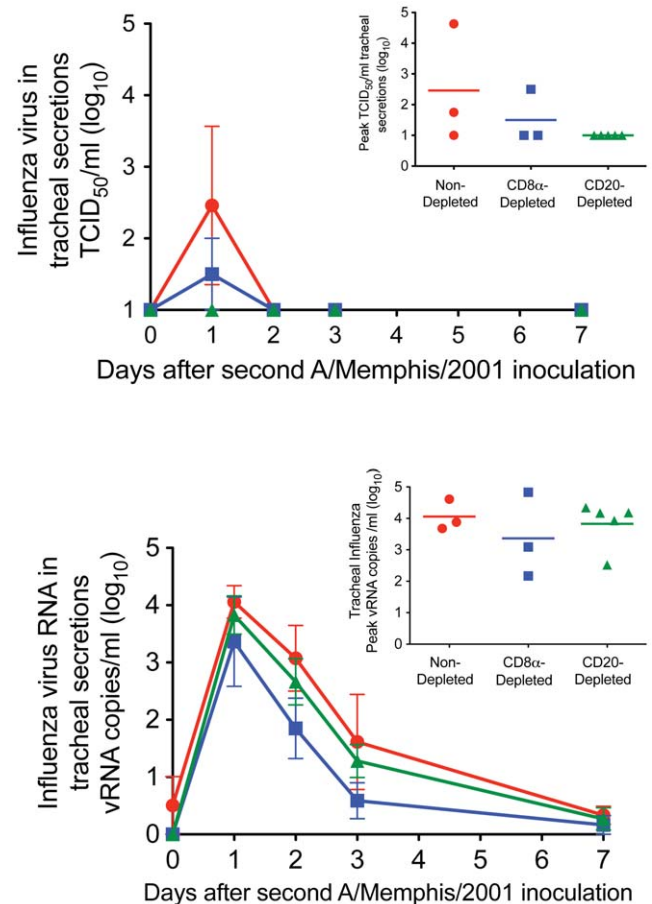 Influenza virus in
tracheal secretions
TCID50/ml (log10)
5
4
3
2
1
0 1 2 3 4 5 6 7
Days after second A/Memphis/2001 inoculation
Peak TCID50/ml tracheal
secretions (log10)
5
4
3
2
1
0
Non-
Depleted
CD8α-
Depleted
CD20-
Depleted
Influenza virus RNA in
tracheal secretions
vRNA copies/ml (log10)
5
4
3
2
1
0
0 1 2 3 4 5 6 7
Days after second A/Memphis/2001 inoculation
Tracheal Influenza
Peak vRNA copies /ml (log10)
5
4
3
2
1
0
Non-
Depleted
CD8α-
Depleted
CD20-
Depleted